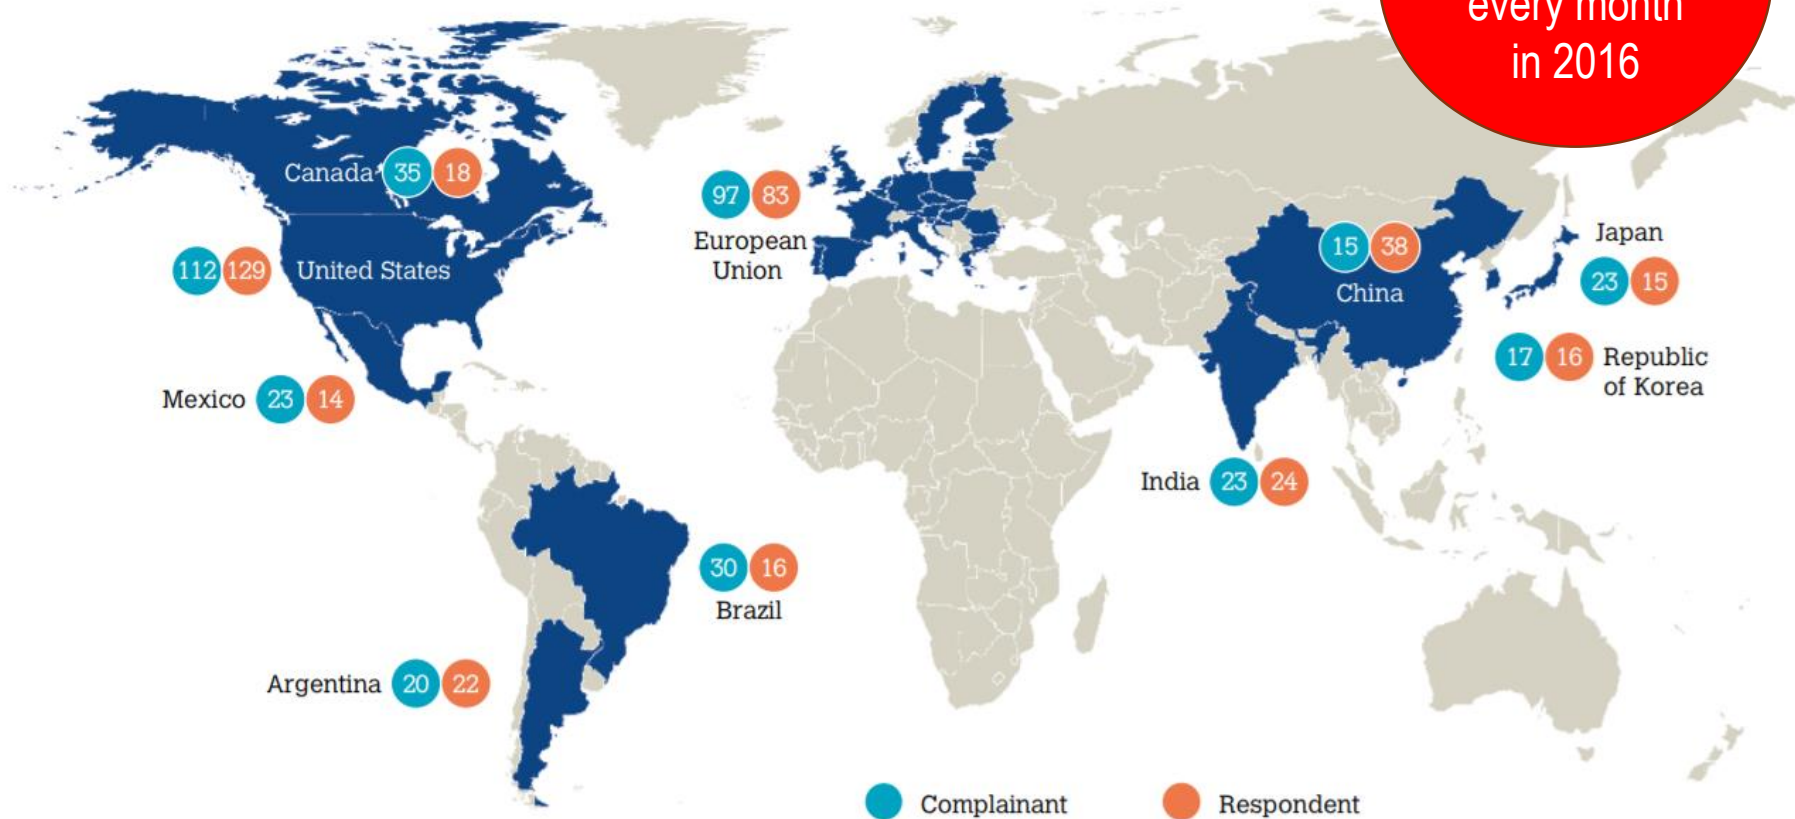 every month
in 2016
Canada 35 18
97 83
European
Union
112 129 United States
15 38
China
Japan
23 15
17 16 Republic
of Korea
Mexico 23 14
India 23 24
30 16
Brazil
Argentina 20 22
Complainant Respondent